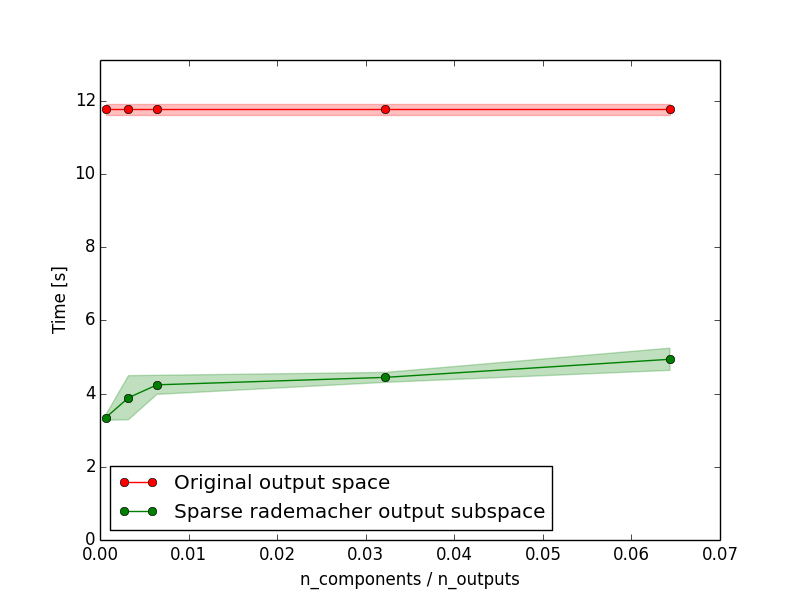 12
10
8
6
4
2
0
Time [s]
Original output space
Sparse rademacher output subspace
0.00 0.01 0.02 0.03 0.04 0.05 0.06 0.07
n_components / n_outputs